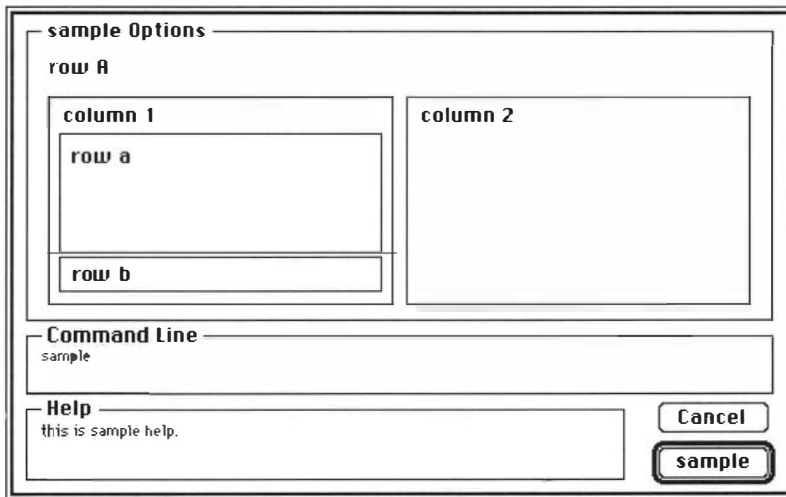 sample Options
row A
column 1
column 2
row a
row b
Command Line
sample
Help
this is sample help.
Cancel
sample